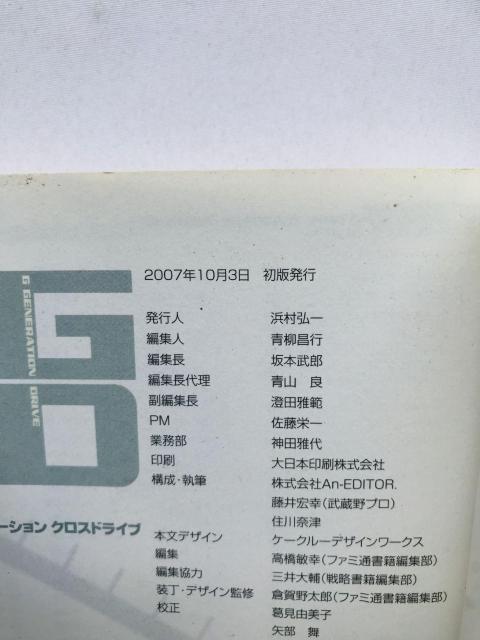 2007年10月3日 初版発行
発行人 浜村弘一
編集人 青柳昌行
編集長 坂本武郎
編集長代理 青山 良
副編集長 澄田雅範
PM 佐藤栄一
業務部 神田雅代
印刷 大日本印刷株式会社
構成・執筆 株式会社An-EDITOR.
藤井宏幸(武蔵野プロ)
住川奈津
本文デザイン ケークルーデザインワークス
編集 高橋敏幸(ファミ通書籍編集部)
編集協力 三井大輔(戦略書籍編集部)
装丁・デザイン監修 倉賀野太郎(ファミ通書籍編集部)
校正 葛見由美子
矢部 舞
G
G GENERATION DRIVE
D
ーション クロスドライブ